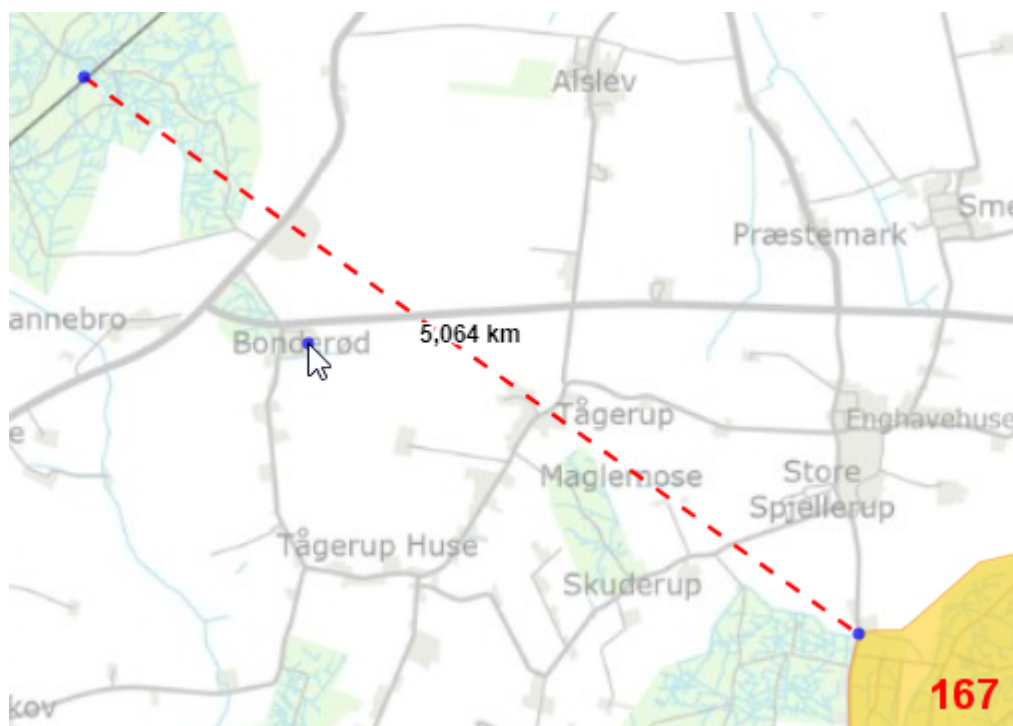 Alslev
Sme
Præstemark
annebro
Bonderød
5,064 km
Tågerup
Enghavehuse
e
Maglemose
Store
Spjellerup
Tågerup Huse
Skuderup
167
kov